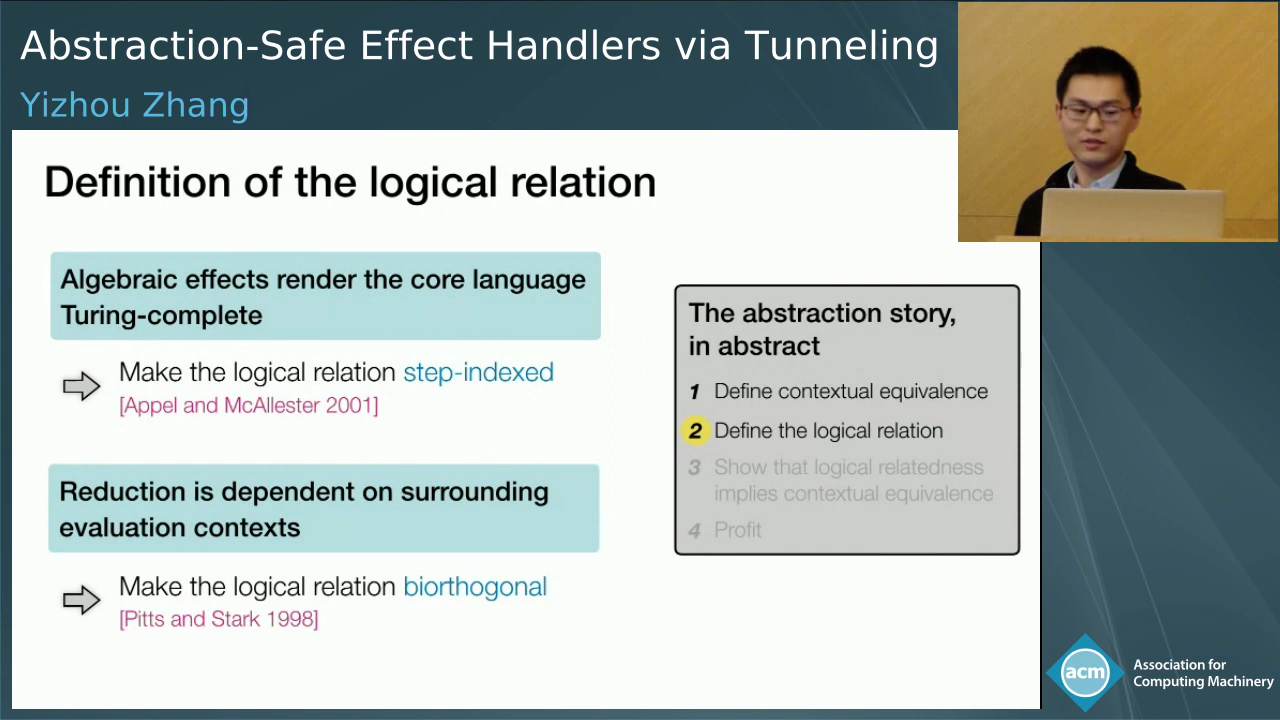 Abstraction-Safe Effect Handlers via Tunneling
Yizhou Zhang
Definition of the logical relation
Algebraic effects render the core language
Turing-complete
Make the logical relation step-indexed
[Appel and McAllester 2001]
Reduction is dependent on surrounding
evaluation contexts
Make the logical relation biorthogonal
[Pitts and Stark 1998]
The abstraction story,
in abstract
1 Define contextual equivalence
2 Define the logical relation
3 Show that logical relatedness
implies contextual equivalence
4 Profit
acm
Association for
Computing Machinery